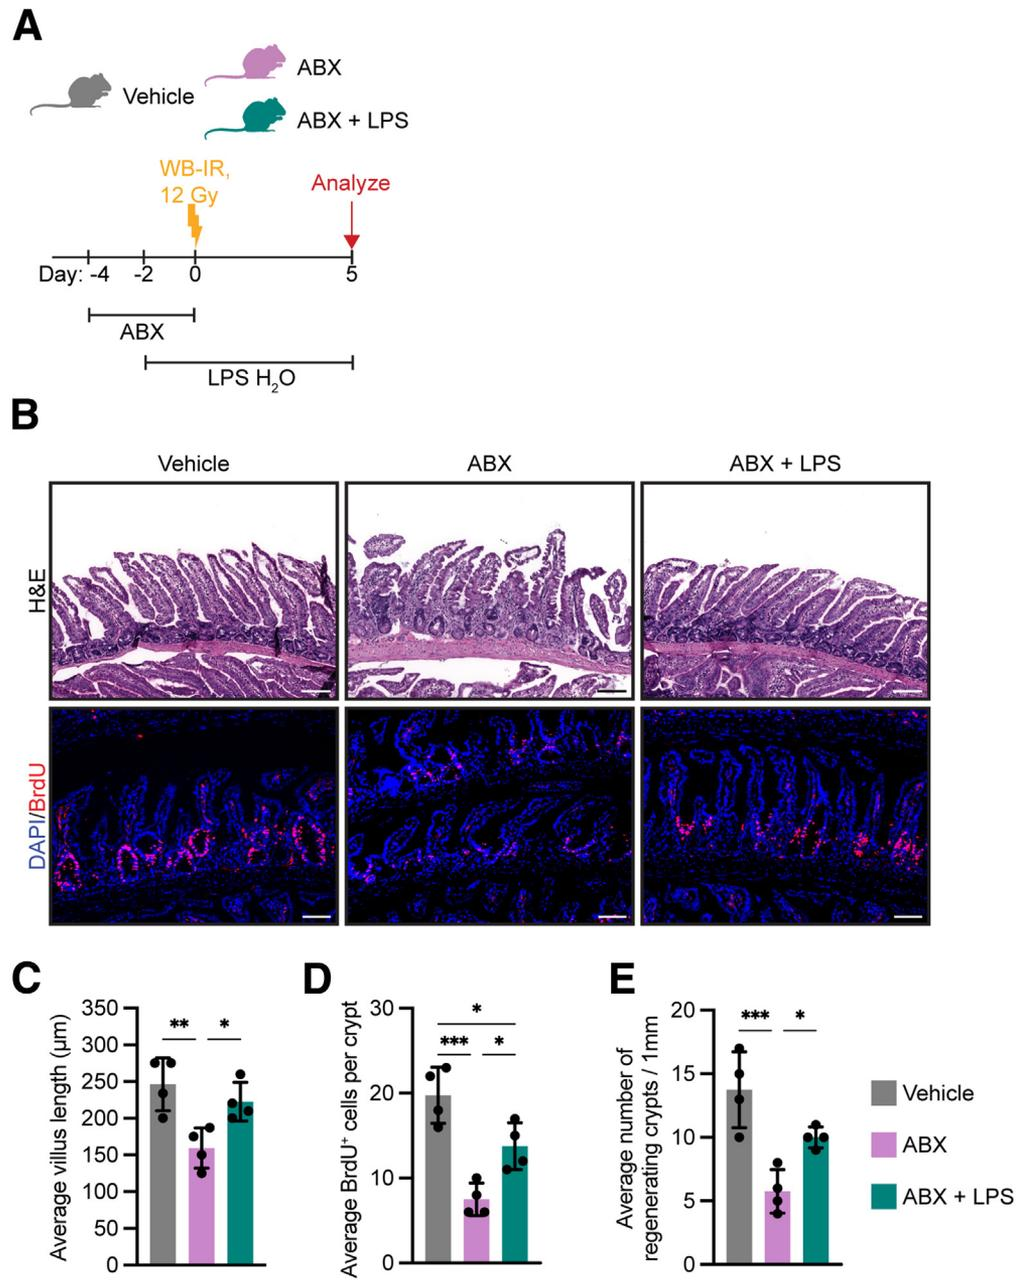 A
Vehicle
ABX
ABX + LPS
WB-IR,
12 Gy
Analyze
Day: -4 -2 0 5
ABX
LPS H₂O
B
Vehicle ABX ABX + LPS
H&E
DAPI/BrdU
C
Average villus length (µm)
350
300
250
200
150
100
50
0
** *
D
Average BrdU⁺ cells per crypt
30
20
10
0
*
*** *
E
Average number of
regenerating crypts / 1mm
20
15
10
5
0
*** *
Vehicle
ABX
ABX + LPS